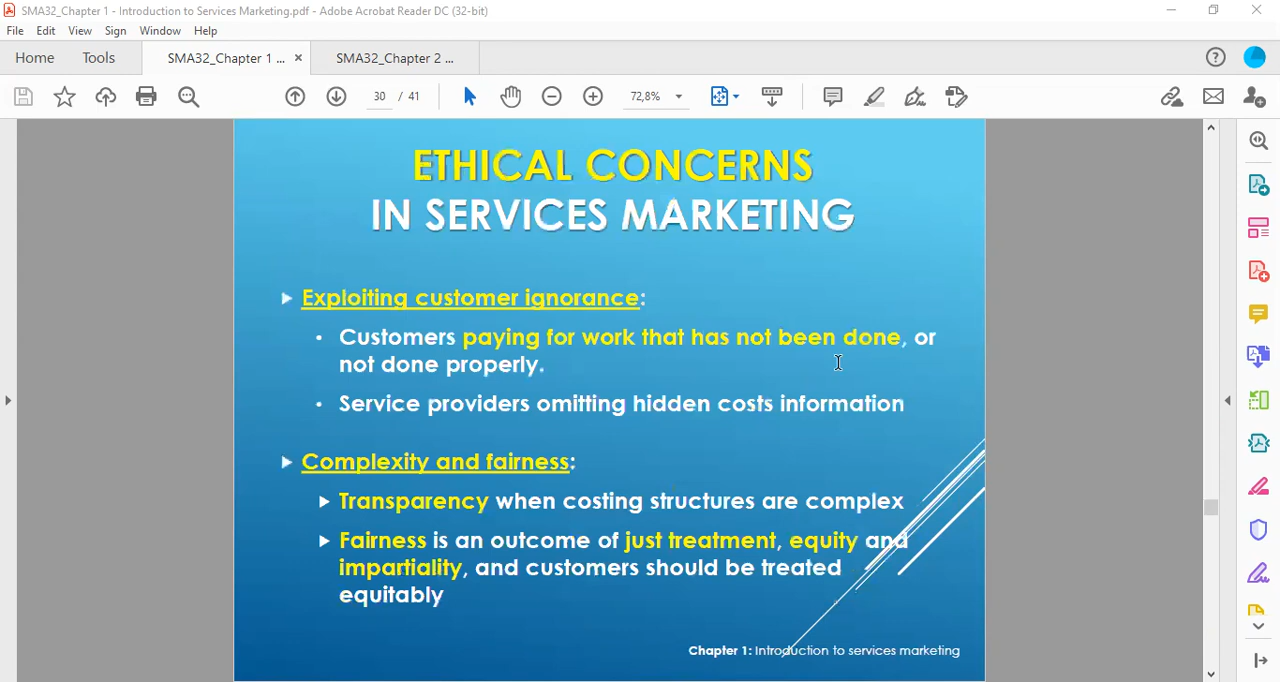 SMA32_Chapter 1 - Introduction to Services Marketing.pdf - Adobe Acrobat Reader DC (32-bit)
File Edit View Sign Window Help
Home Tools SMA32_Chapter 1 ... × SMA32_Chapter 2 ...
30 / 41 72,8%
ETHICAL CONCERNS
IN SERVICES MARKETING
Exploiting customer ignorance:
• Customers paying for work that has not been done, or
not done properly.
• Service providers omitting hidden costs information
Complexity and fairness:
Transparency when costing structures are complex
Fairness is an outcome of just treatment, equity and
impartiality, and customers should be treated
equitably
Chapter 1: Introduction to services marketing